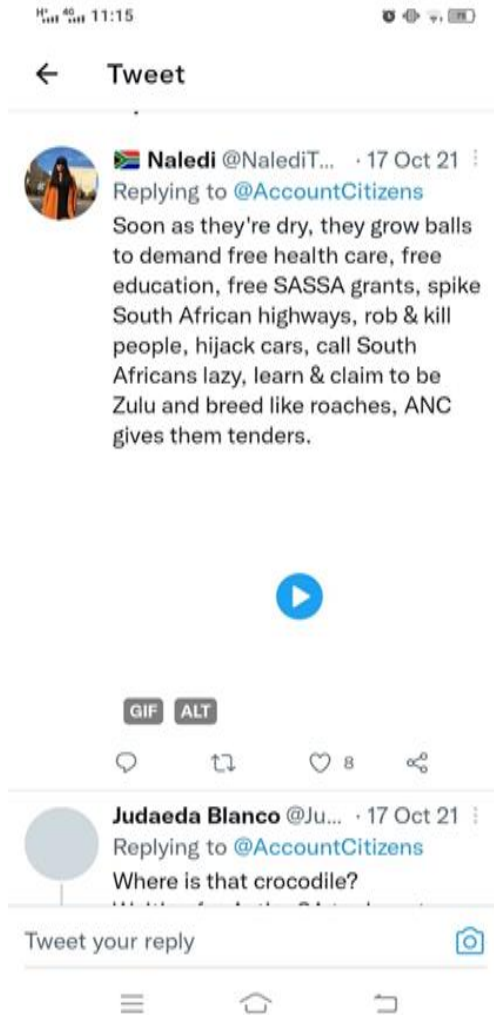 11:15
Tweet
Naledi @NalediT... · 17 Oct 21
Replying to @AccountCitizens
Soon as they're dry, they grow balls
to demand free health care, free
education, free SASSA grants, spike
South African highways, rob & kill
people, hijack cars, call South
Africans lazy, learn & claim to be
Zulu and breed like roaches, ANC
gives them tenders.
GIF ALT
8
Judaeda Blanco @Ju... · 17 Oct 21
Replying to @AccountCitizens
Where is that crocodile?
Tweet your reply